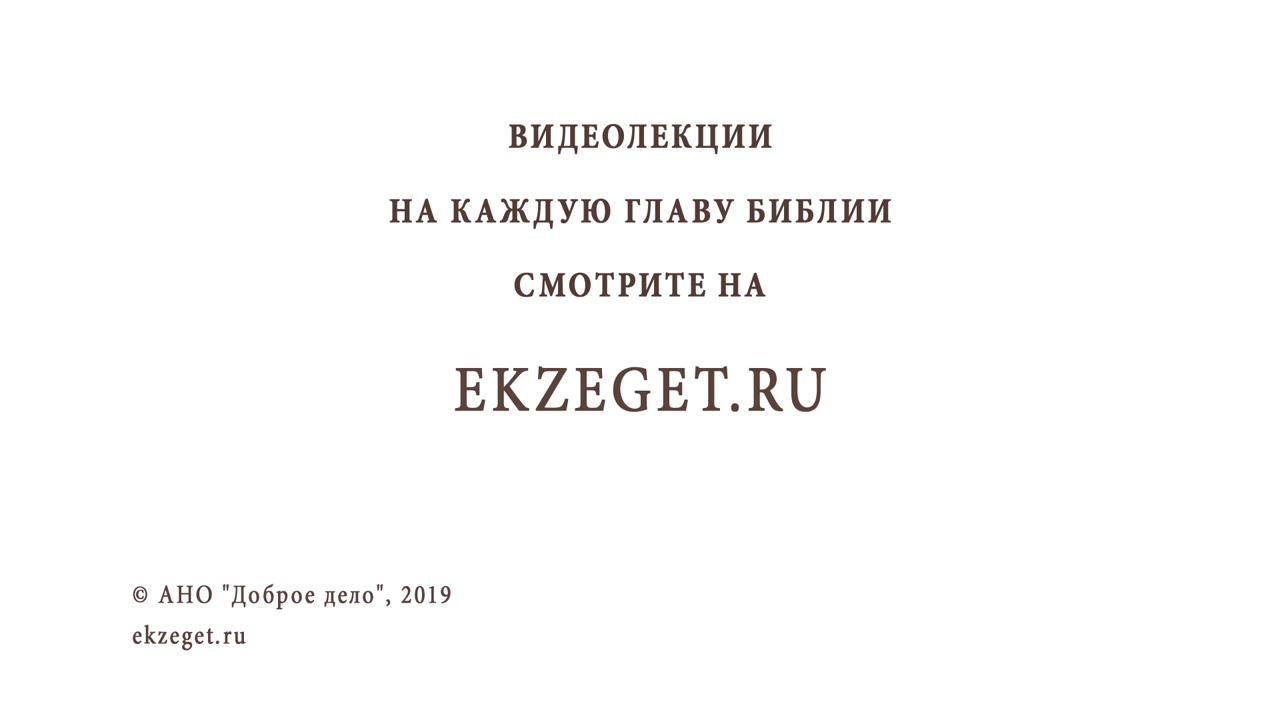 ВИДЕОЛЕКЦИИ
НА КАЖДУЮ ГЛАВУ БИБЛИИ
СМОТРИТЕ НА
EKZEGET.RU
© АНО "Доброе дело", 2019
ekzeget.ru